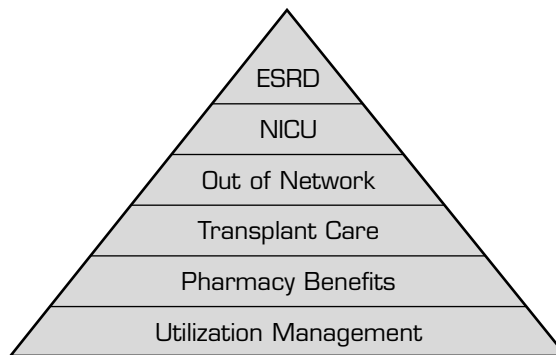 ESRD
NICU
Out of Network
Transplant Care
Pharmacy Benefits
Utilization Management